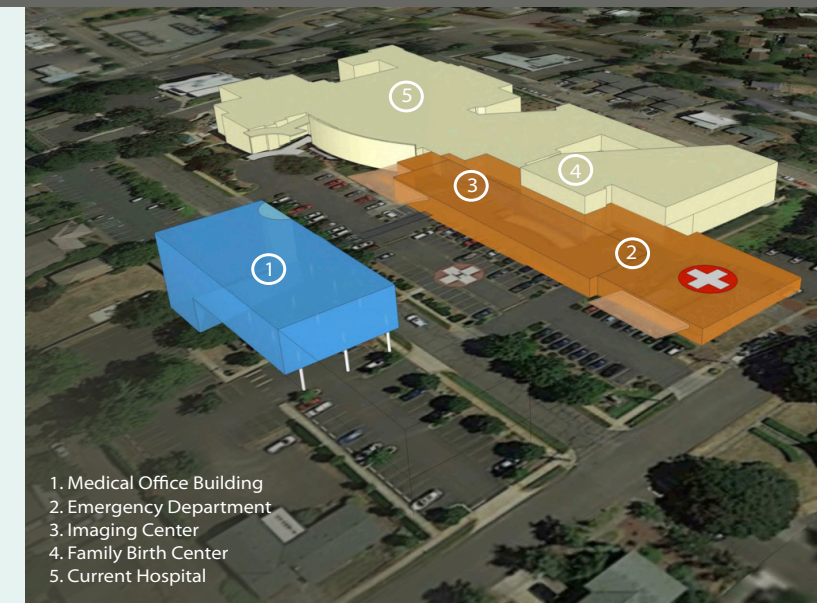 5
4
3
2
1
1. Medical Office Building
2. Emergency Department
3. Imaging Center
4. Family Birth Center
5. Current Hospital